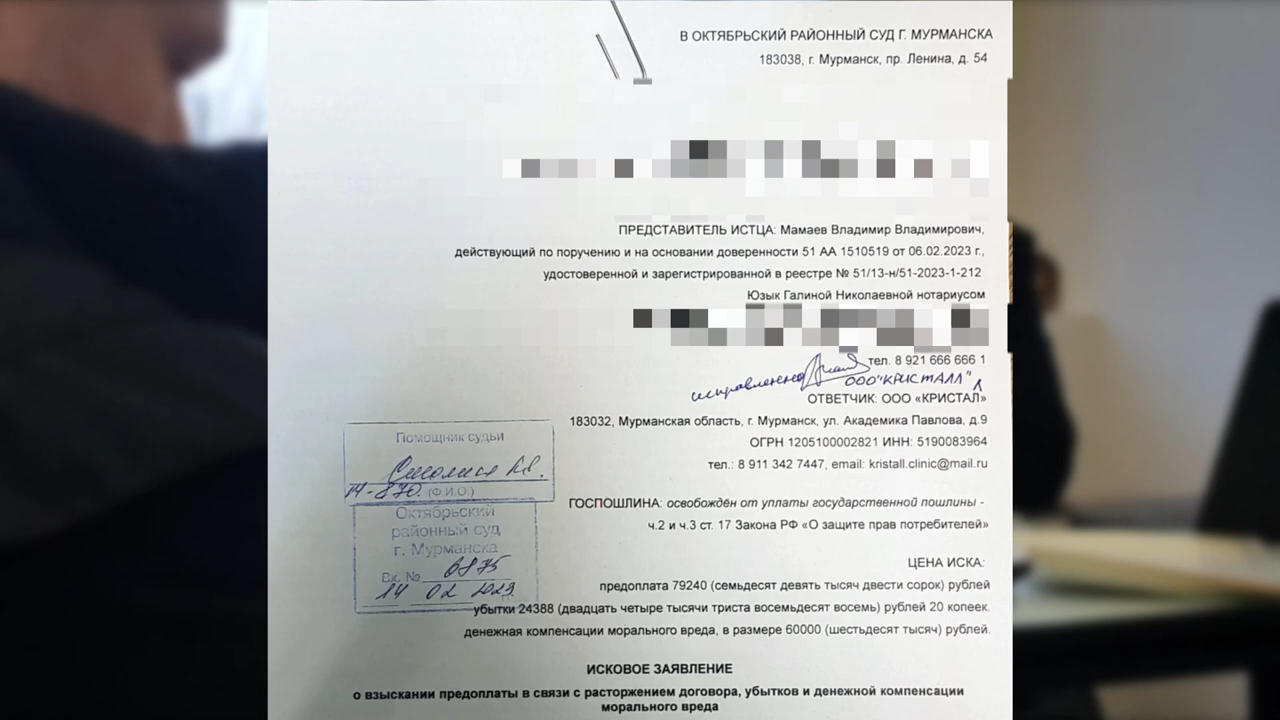 В ОКТЯБРЬСКИЙ РАЙОННЫЙ СУД Г. МУРМАНСКА
183038, г. Мурманск, пр. Ленина, д. 54
ПРЕДСТАВИТЕЛЬ ИСТЦА: Мамаев Владимир Владимирович,
действующий по поручению и на основании доверенности 51 АА 1510519 от 06.02.2023 г.,
удостоверенной и зарегистрированной в реестре № 51/13-н/51-2023-1-212
Юзык Галиной Николаевной нотариусом
тел. 8 921 666 666 1
исправленно
ООО "КРИСТАЛЛ"
ОТВЕТЧИК: ООО «КРИСТАЛ»
183032, Мурманская область, г. Мурманск, ул. Академика Павлова, д.9
ОГРН 1205100002821 ИНН: 5190083964
тел.: 8 911 342 7447, email: kristall.clinic@mail.ru
Помощник судьи
М-870. (Ф.И.О.)
Октябрьский
районный суд
г. Мурманска
Вх. № 6875
14 02 2023
ГОСПОШЛИНА: освобождён от уплаты государственной пошлины -
ч.2 и ч.3 ст. 17 Закона РФ «О защите прав потребителей»
ЦЕНА ИСКА:
предоплата 79240 (семьдесят девять тысяч двести сорок) рублей
убытки 24388 (двадцать четыре тысячи триста восемьдесят восемь) рублей 20 копеек.
денежная компенсации морального вреда, в размере 60000 (шестьдесят тысяч) рублей.
ИСКОВОЕ ЗАЯВЛЕНИЕ
о взыскании предоплаты в связи с расторжением договора, убытков и денежной компенсации
морального вреда